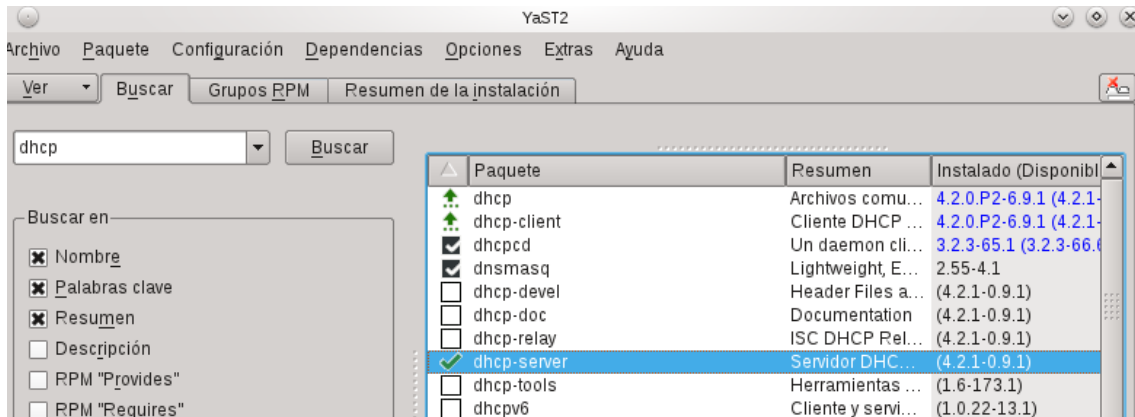 YaST2
Archivo Paquete Configuración Dependencias Opciones Extras Ayuda
Ver Buscar Grupos RPM Resumen de la instalación
dhcp Buscar
Buscar en
Nombre
Palabras clave
Resumen
Descripción
RPM "Provides"
RPM "Requires"
Paquete Resumen Instalado (Disponibl
dhcp Archivos comu... 4.2.0.P2-6.9.1 (4.2.1-
dhcp-client Cliente DHCP ... 4.2.0.P2-6.9.1 (4.2.1-
dhcpcd Un daemon cli... 3.2.3-65.1 (3.2.3-66.6
dnsmasq Lightweight, E... 2.55-4.1
dhcp-devel Header Files a... (4.2.1-0.9.1)
dhcp-doc Documentation (4.2.1-0.9.1)
dhcp-relay ISC DHCP Rel... (4.2.1-0.9.1)
dhcp-server Servidor DHC... (4.2.1-0.9.1)
dhcp-tools Herramientas ... (1.6-173.1)
dhcpv6 Cliente y servi... (1.0.22-13.1)